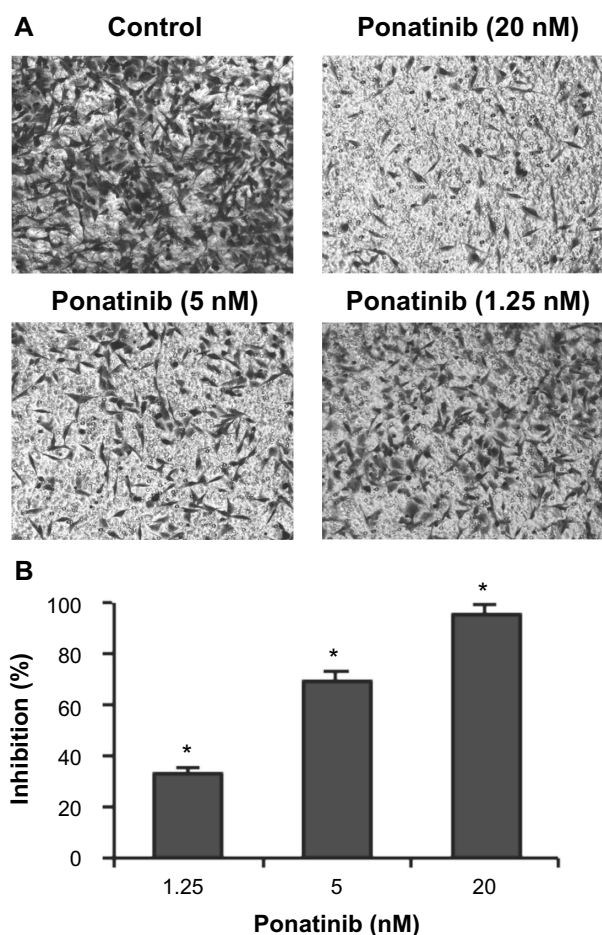 A Control Ponatinib (20 nM)
Ponatinib (5 nM) Ponatinib (1.25 nM)
B
100
80
60
40
20
0
Inhibition (%)
*
*
*
1.25 5 20
Ponatinib (nM)